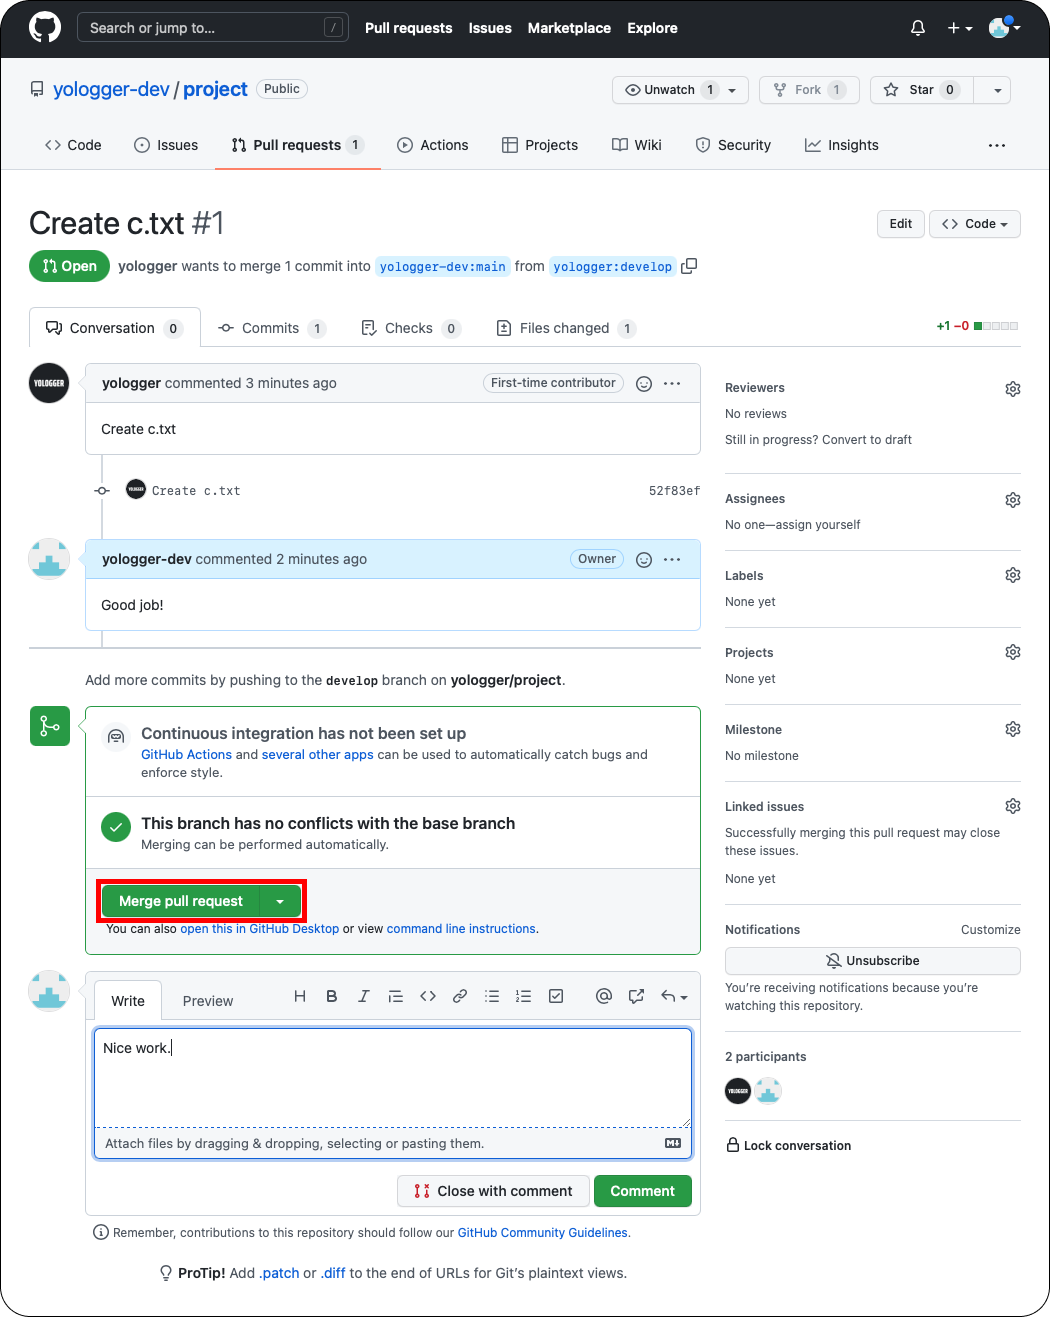 Search or jump to... /
Pull requests Issues Marketplace Explore
yologger-dev / project Public
Unwatch 1 Fork 1 Star 0
Code Issues Pull requests 1 Actions Projects Wiki Security Insights ...
Create c.txt #1
Edit <> Code
Open yologger wants to merge 1 commit into yologger-dev:main from yologger:develop
Conversation 0 Commits 1 Checks 0 Files changed 1
+1 −0
YOLOGGER
yologger commented 3 minutes ago First-time contributor ...
Create c.txt
YOLOGGER Create c.txt 52f83ef
yologger-dev commented 2 minutes ago Owner ...
Good job!
Add more commits by pushing to the develop branch on yologger/project.
Continuous integration has not been set up
GitHub Actions and several other apps can be used to automatically catch bugs and
enforce style.
This branch has no conflicts with the base branch
Merging can be performed automatically.
Merge pull request
You can also open this in GitHub Desktop or view command line instructions.
Write Preview H B I <> @
Nice work.
Attach files by dragging & dropping, selecting or pasting them.
Close with comment Comment
Remember, contributions to this repository should follow our GitHub Community Guidelines.
ProTip! Add .patch or .diff to the end of URLs for Git's plaintext views.
Reviewers
No reviews
Still in progress? Convert to draft
Assignees
No one—assign yourself
Labels
None yet
Projects
None yet
Milestone
No milestone
Linked issues
Successfully merging this pull request may close
these issues.
None yet
Notifications Customize
Unsubscribe
You're receiving notifications because you're
watching this repository.
2 participants
YOLOGGER
Lock conversation